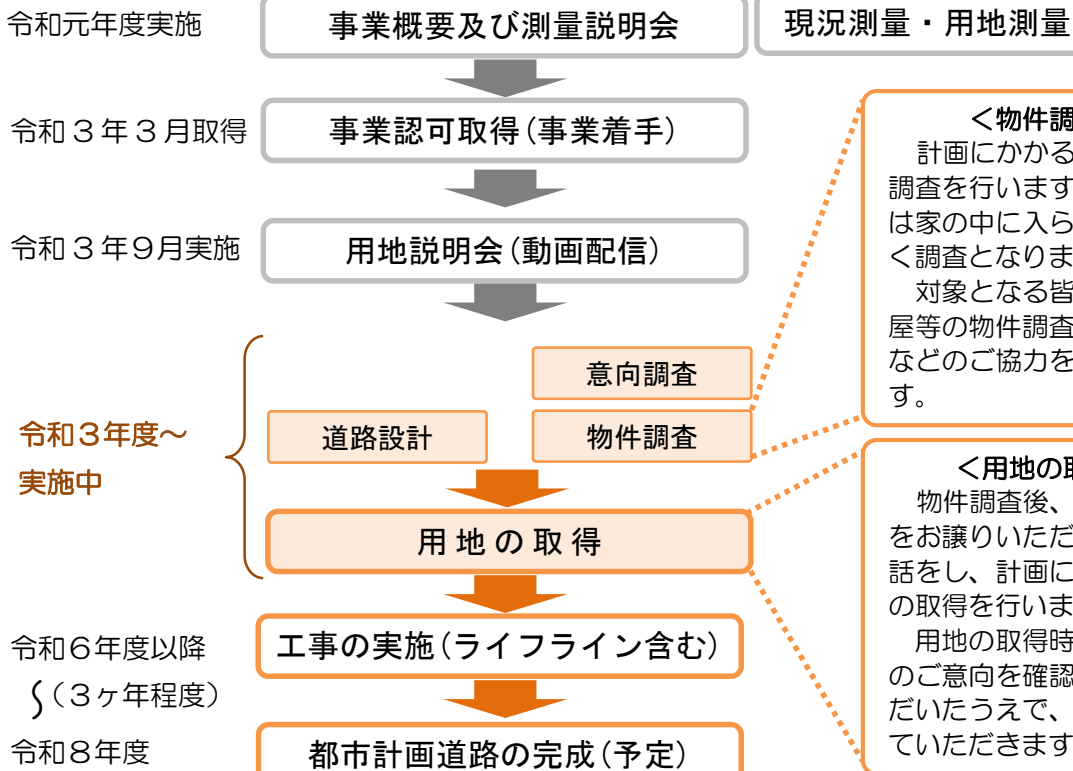 令和元年度実施
事業概要及び測量説明会
現況測量・用地測量
令和3年3月取得
事業認可取得(事業着手)
令和3年9月実施
用地説明会(動画配信)
令和3年度~
実施中
意向調査
道路設計
物件調査
用地の取得
令和6年度以降
⌇(3ヶ年程度)
令和8年度
工事の実施(ライフライン含む)
都市計画道路の完成(予定)
<物件調
計画にかかる
調査を行います
は家の中に入ら
く調査となりま
対象となる皆
屋等の物件調査
などのご協力を
す。
<用地の取
物件調査後、
をお譲りいただ
話をし、計画に
の取得を行いま
用地の取得時
のご意向を確認
だいたうえで、
ていただきます